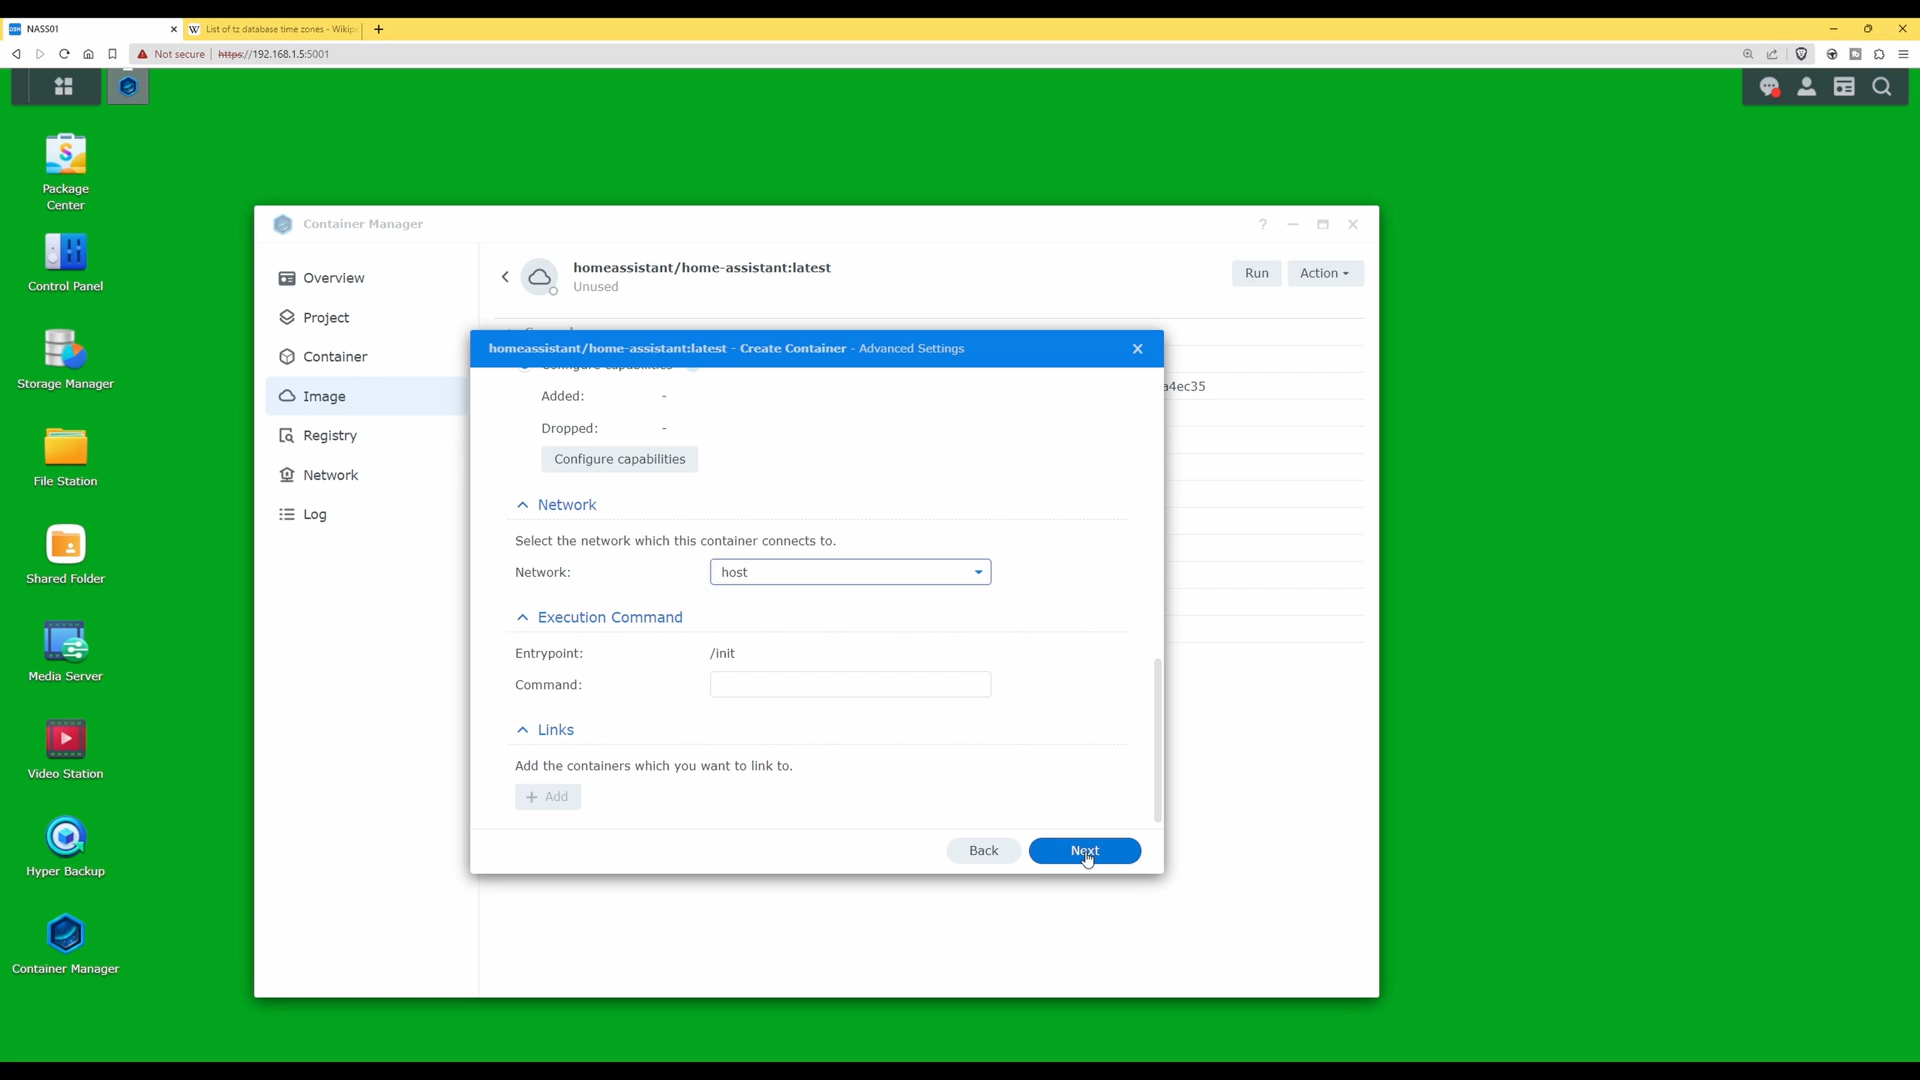 NASS01
List of tz database time zones - Wikip
Not secure
https://192.168.1.5:5001
Package
Center
Control Panel
Storage Manager
File Station
Shared Folder
Media Server
Video Station
Hyper Backup
Container Manager
Container Manager
Overview
Project
Container
Image
Registry
Network
Log
homeassistant/home-assistant:latest
Unused
Run
Action
a4ec35
homeassistant/home-assistant:latest - Create Container - Advanced Settings
Configure capabilities
Added: -
Dropped: -
Configure capabilities
Network
Select the network which this container connects to.
Network: host
Execution Command
Entrypoint: /init
Command:
Links
Add the containers which you want to link to.
+ Add
Back
Next